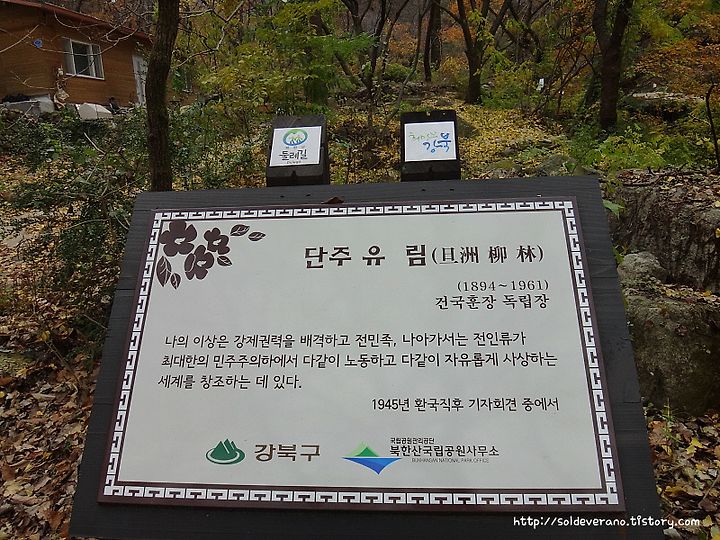 둘레길
강북
단주 유 림(旦洲 柳 林)
(1894~1961)
건국훈장 독립장
나의 이상은 강제권력을 배격하고 전민족, 나아가서는 전인류가
최대한의 민주주의하에서 다같이 노동하고 다같이 자유롭게 사상하는
세계를 창조하는 데 있다.
1945년 환국직후 기자회견 중에서
강북구
국립공원관리공단
북한산국립공원사무소
BUKHANSAN NATIONAL PARK OFFICE
http://soldeverano.tistory.com